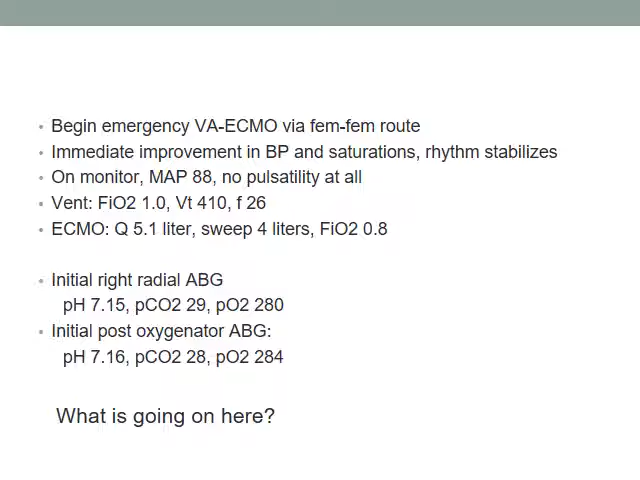 Begin emergency VA-ECMO via fem-fem route
Immediate improvement in BP and saturations, rhythm stabilizes
On monitor, MAP 88, no pulsatility at all
Vent: FiO2 1.0, Vt 410, f 26
ECMO: Q 5.1 liter, sweep 4 liters, FiO2 0.8
Initial right radial ABG
pH 7.15, pCO2 29, pO2 280
Initial post oxygenator ABG:
pH 7.16, pCO2 28, pO2 284
What is going on here?